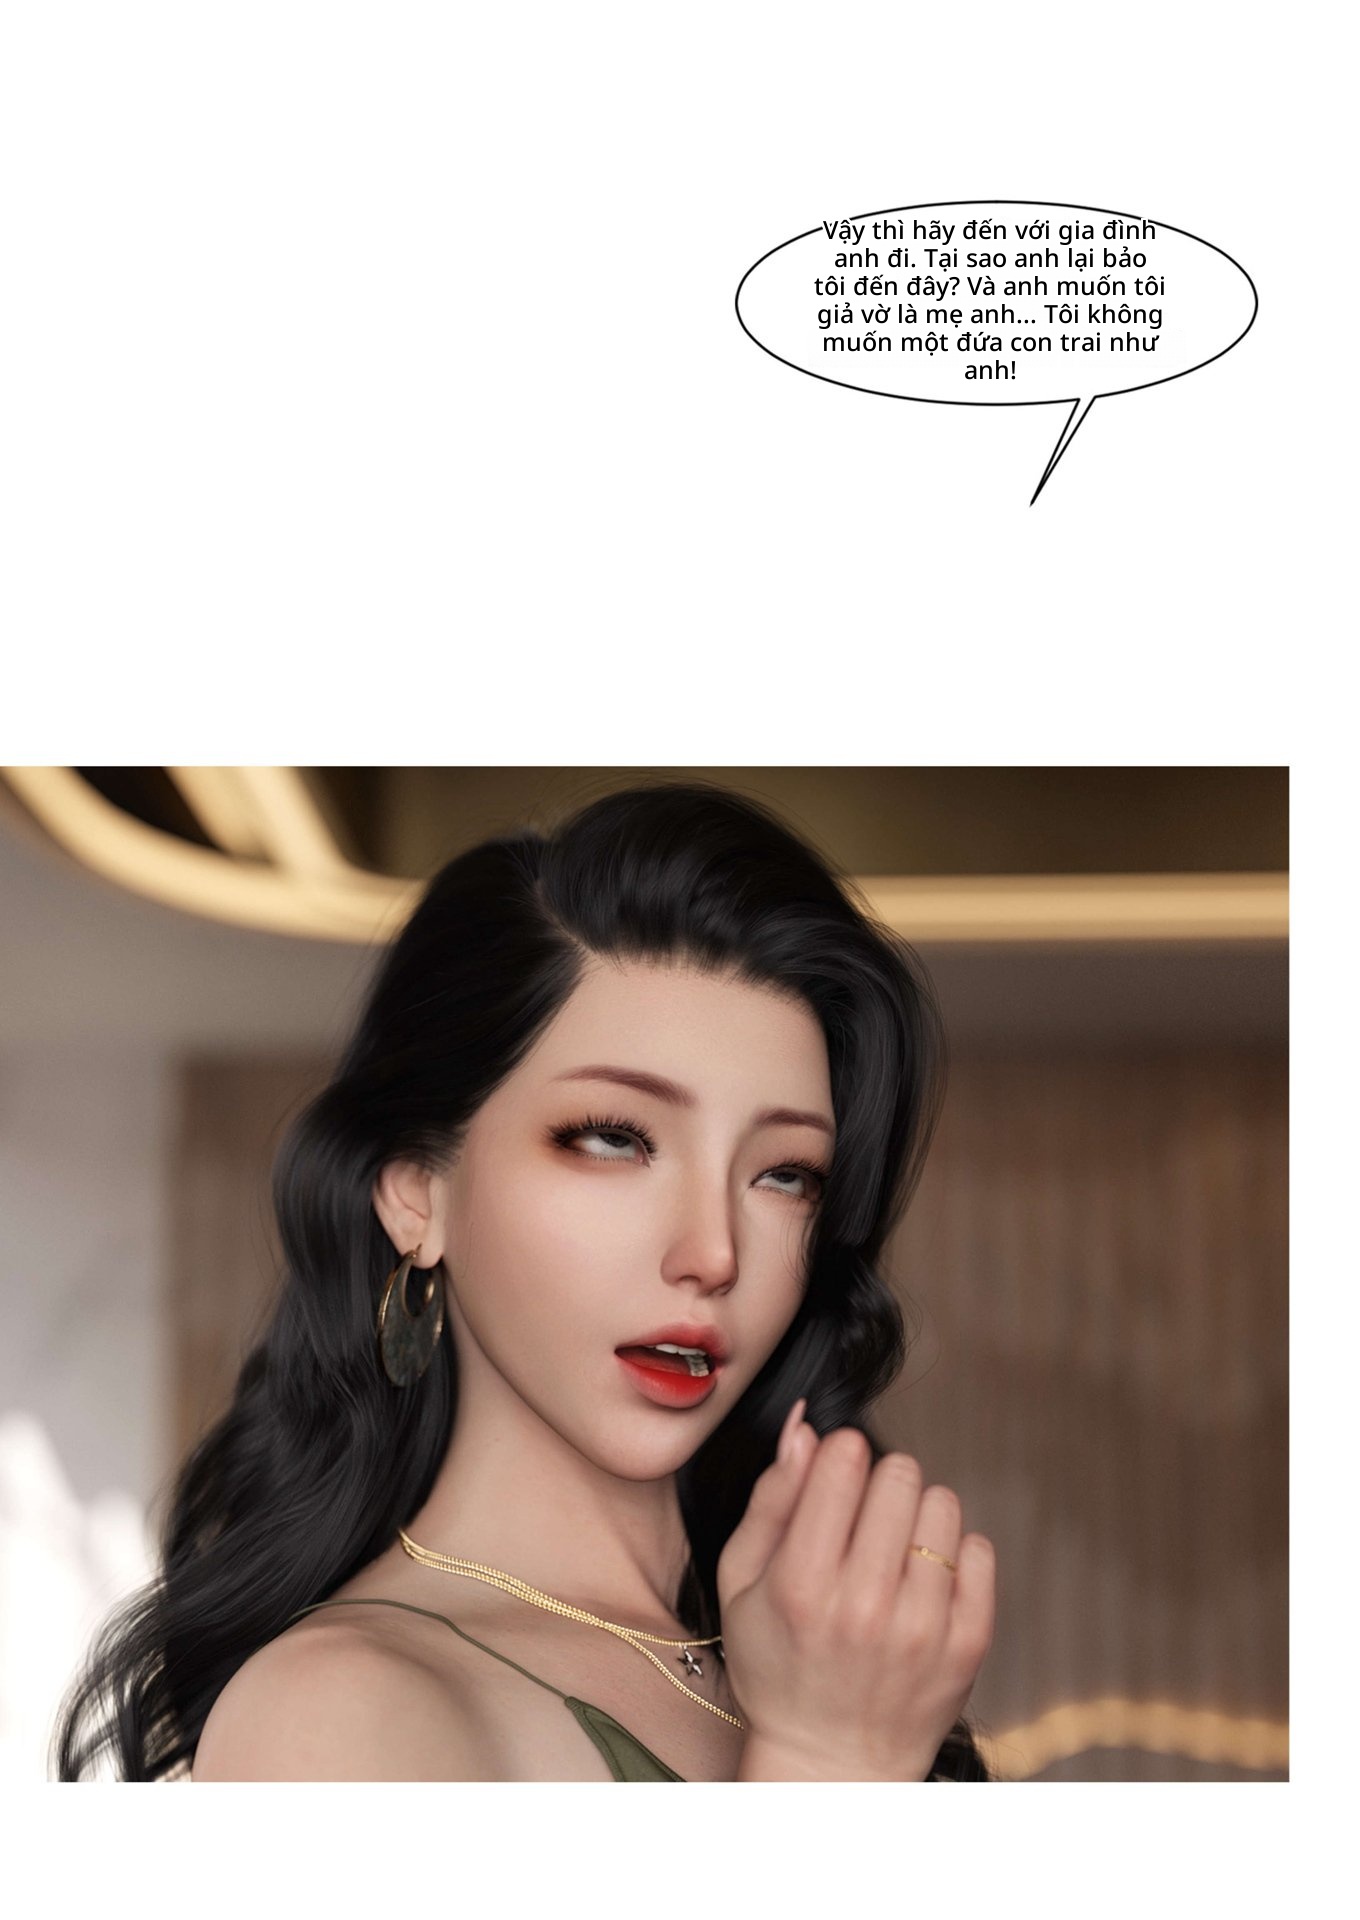 Vậy thì hãy đến với gia đình
anh đi. Tại sao anh lại bảo
tôi đến đây? Và anh muốn tôi
giả vờ là mẹ anh... Tôi không
muốn một đứa con trai như
anh!